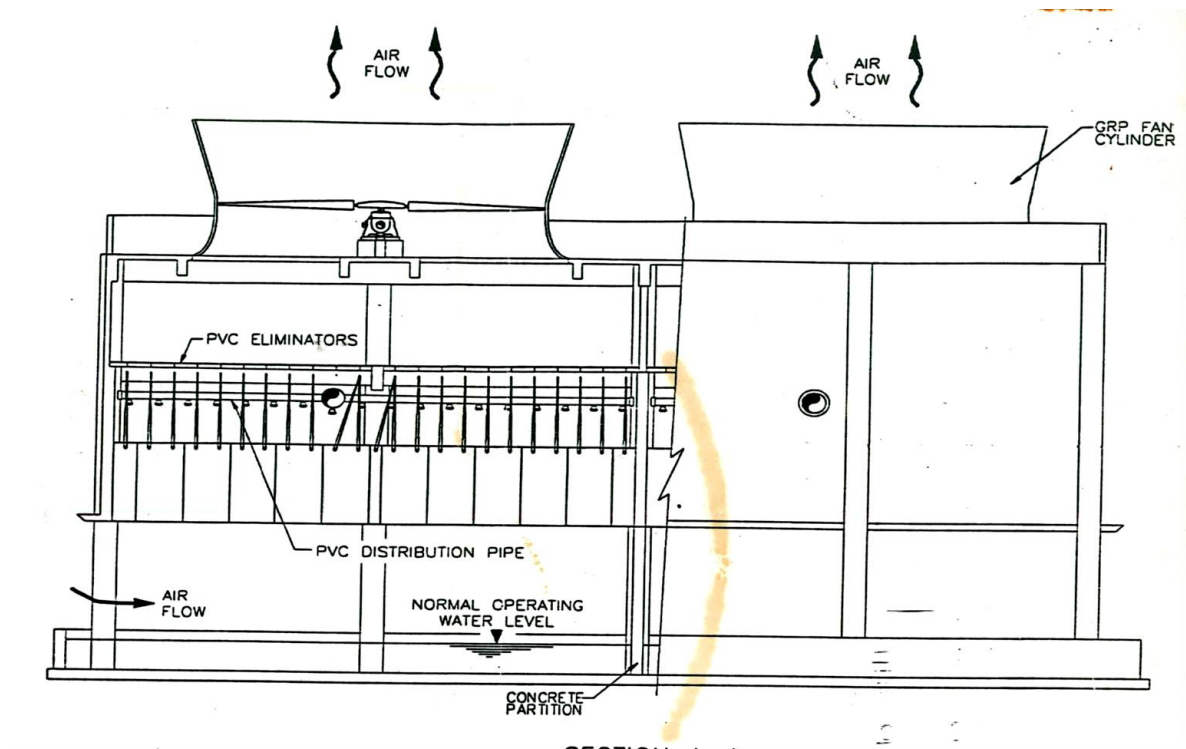 AIR
FLOW
AIR
FLOW
GRP FAN
CYLINDER
PVC ELIMINATORS
PVC DISTRIBUTION PIPE
AIR
FLOW
NORMAL OPERATING
WATER LEVEL
CONCRETE
PARTITION